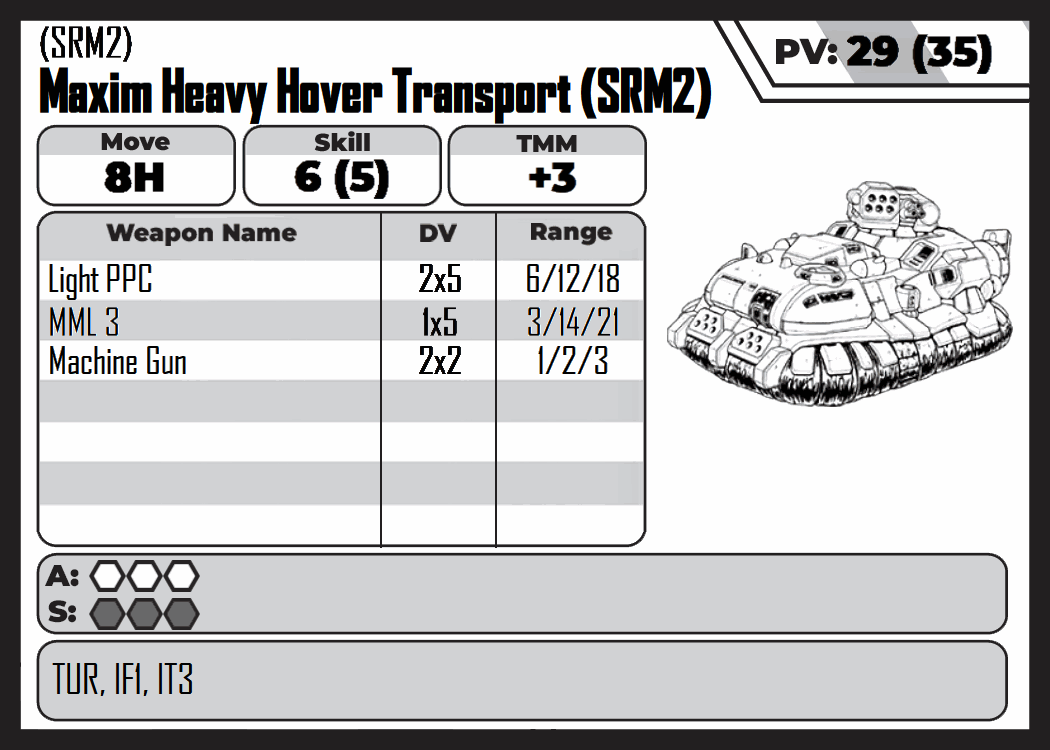 (SRM2)
Maxim Heavy Hover Transport (SRM2)
PV: 29 (35)
Move Skill TMM
8H 6 (5) +3
Weapon Name DV Range
Light PPC 2x5 6/12/18
MML 3 1x5 3/14/21
Machine Gun 2x2 1/2/3
A:
S:
TUR, IF1, IT3